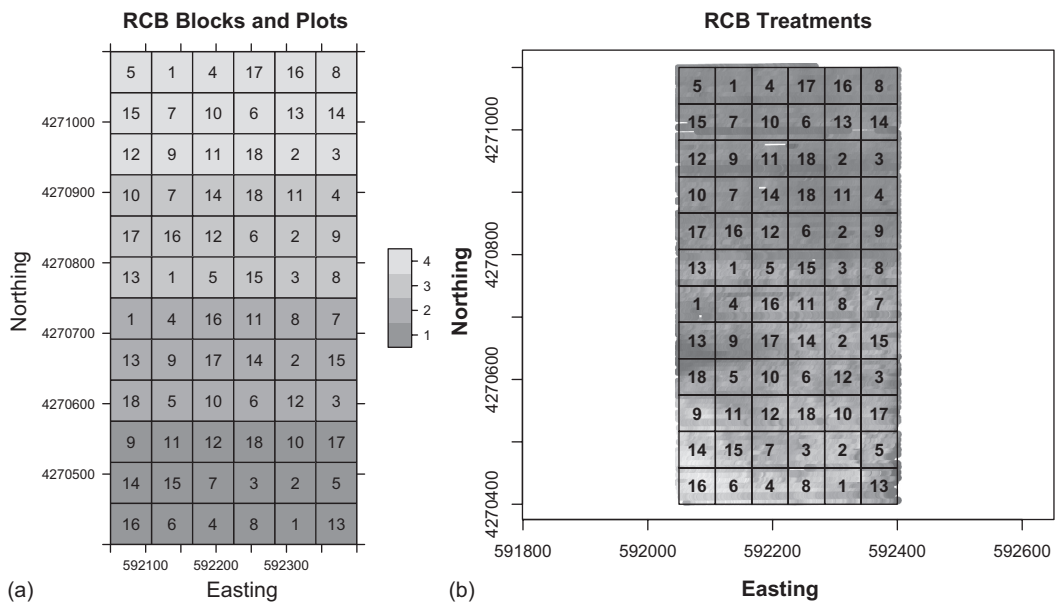 RCB Blocks and Plots
5 1 4 17 16 8
15 7 10 6 13 14
12 9 11 18 2 3
10 7 14 18 11 4
17 16 12 6 2 9
13 1 5 15 3 8
1 4 16 11 8 7
13 9 17 14 2 15
18 5 10 6 12 3
9 11 12 18 10 17
14 15 7 3 2 5
16 6 4 8 1 13
4271000
4270900
4270800
4270700
4270600
4270500
Northing
592100 592200 592300
Easting
(a)
4
3
2
1
RCB Treatments
5 1 4 17 16 8
15 7 10 6 13 14
12 9 11 18 2 3
10 7 14 18 11 4
17 16 12 6 2 9
13 1 5 15 3 8
1 4 16 11 8 7
13 9 17 14 2 15
18 5 10 6 12 3
9 11 12 18 10 17
14 15 7 3 2 5
16 6 4 8 1 13
4271000
4270800
4270600
4270400
Northing
591800 592000 592200 592400 592600
Easting
(b)